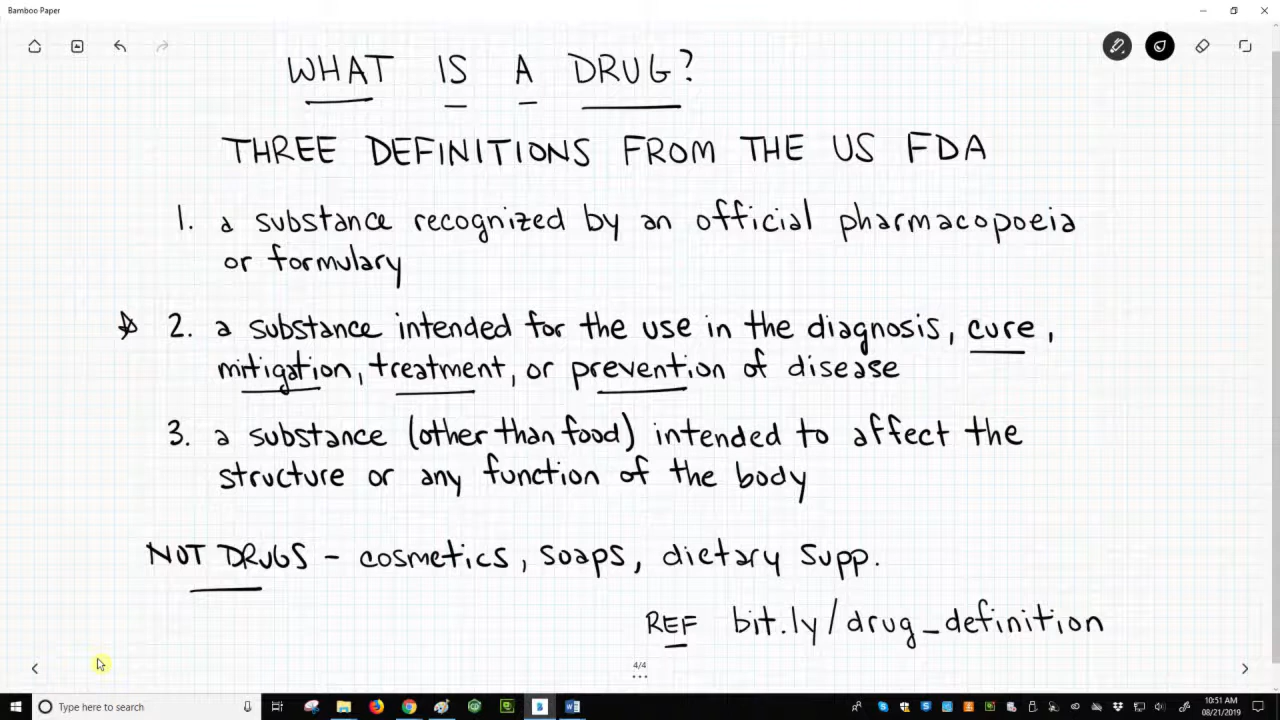 Bamboo Paper
WHAT IS A DRUG?
THREE DEFINITIONS FROM THE US FDA
1. a substance recognized by an official pharmacopoeia
or formulary
2. a substance intended for the use in the diagnosis, cure,
mitigation, treatment, or prevention of disease
3. a substance (other than food) intended to affect the
structure or any function of the body
NOT DRUGS - cosmetics, soaps, dietary supp.
REF bit.ly/drug_definition
4/4
Type here to search
10:51 AM
08/21/2019